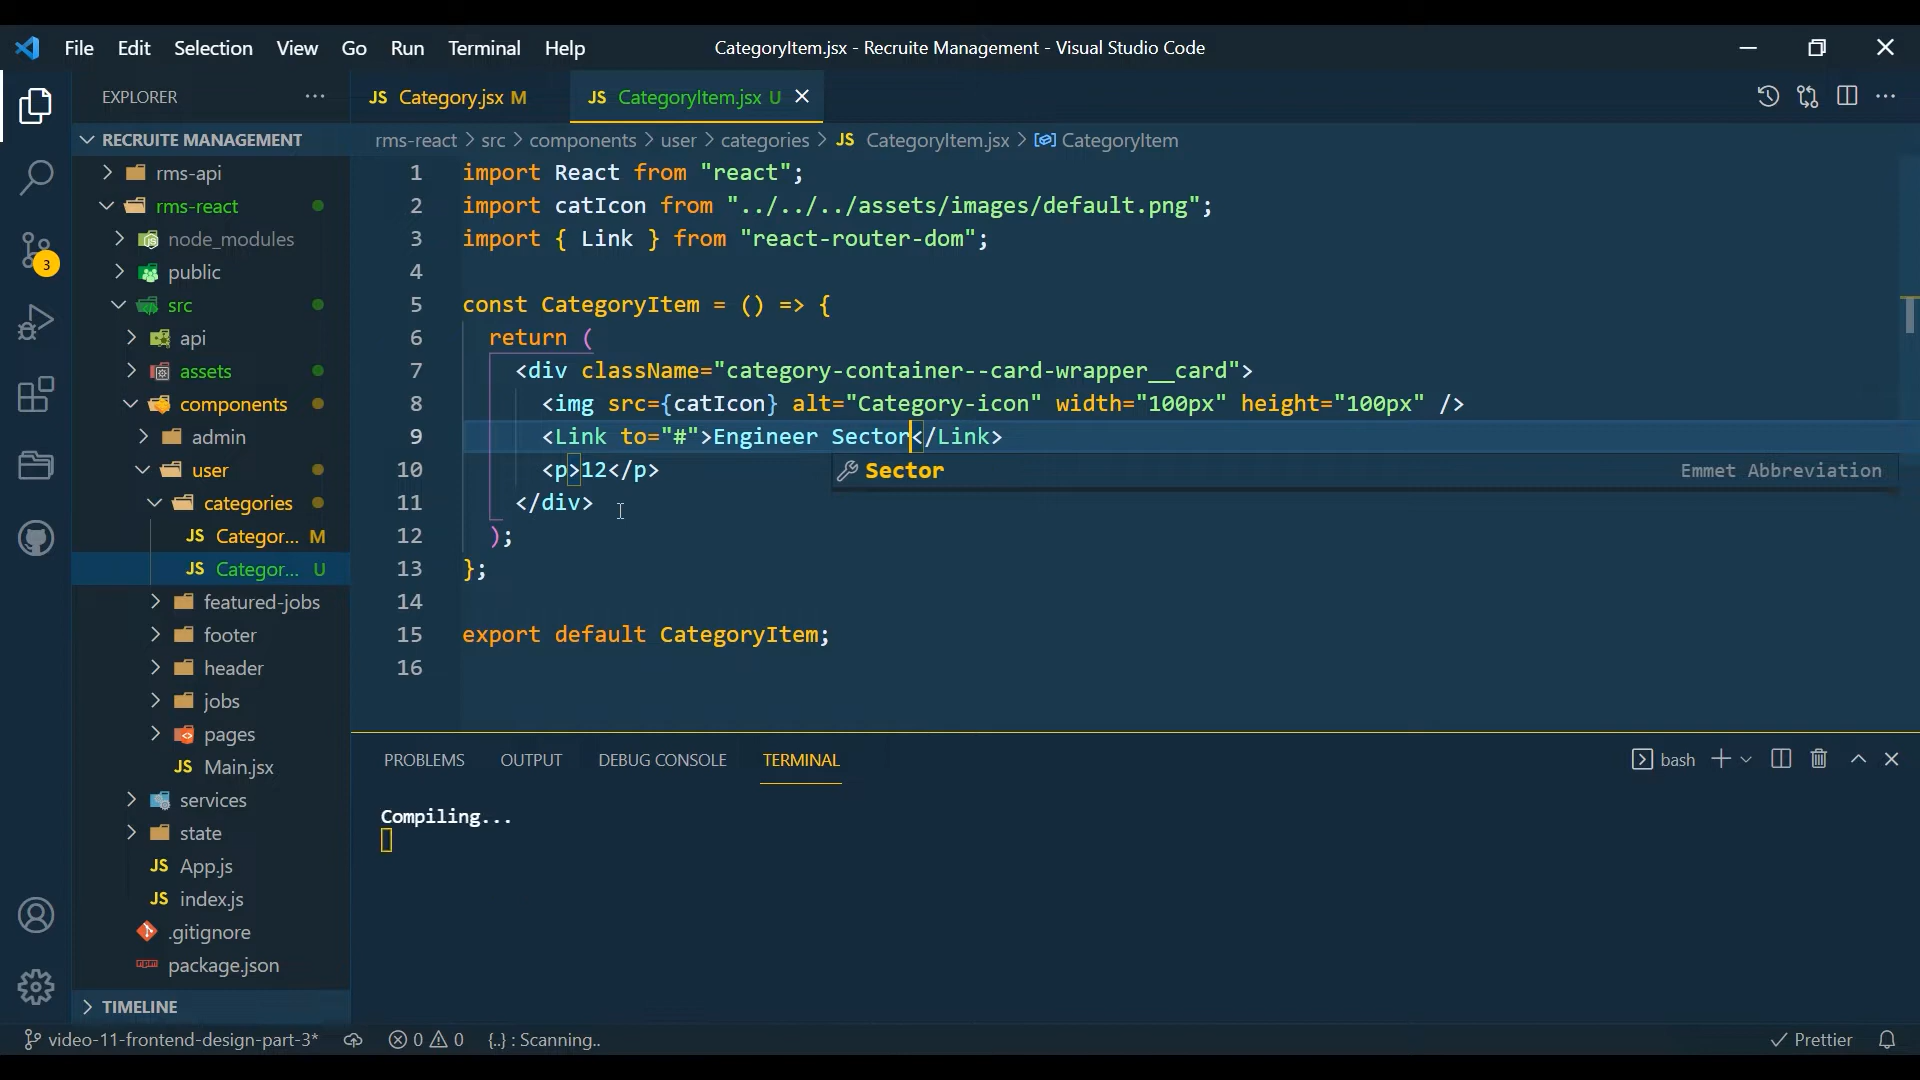 File Edit Selection View Go Run Terminal Help
CategoryItem.jsx - Recruite Management - Visual Studio Code
EXPLORER
JS Category.jsx M
JS CategoryItem.jsx U
RECRUITE MANAGEMENT
rms-react > src > components > user > categories > JS CategoryItem.jsx > CategoryItem
rms-api
rms-react
node_modules
public
src
api
assets
components
admin
user
categories
JS Categor... M
JS Categor... U
featured-jobs
footer
header
jobs
pages
JS Main.jsx
services
state
JS App.js
JS index.js
.gitignore
package.json
TIMELINE
3
1 import React from "react";
2 import catIcon from "../../../assets/images/default.png";
3 import { Link } from "react-router-dom";
4
5 const CategoryItem = () => {
6 return (
7 <div className="category-container--card-wrapper__card">
8 <img src={catIcon} alt="Category-icon" width="100px" height="100px" />
9 <Link to="#">Engineer Sector</Link>
10 <p>12</p>
Sector Emmet Abbreviation
11 </div>
12 );
13 };
14
15 export default CategoryItem;
16
PROBLEMS OUTPUT DEBUG CONSOLE TERMINAL
bash
Compiling...
video-11-frontend-design-part-3* 0 0 {..} : Scanning..
Prettier